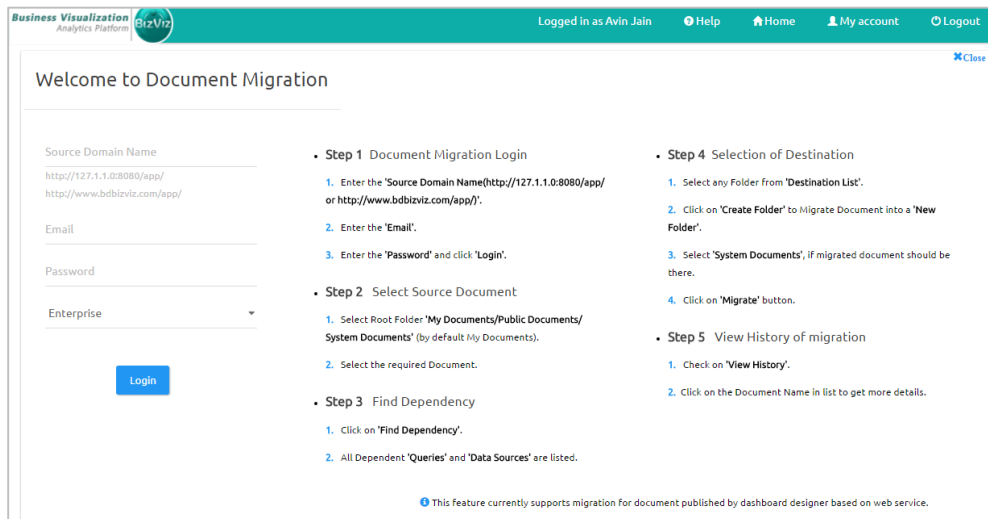 Business Visualization
Analytics Platform
BIZVIZ
Logged in as Avin Jain
Help
Home
My account
Logout
Close
Welcome to Document Migration
Source Domain Name
http://127.1.1.0:8080/app/
http://www.bdbizviz.com/app/
Email
Password
Enterprise
Login
• Step 1 Document Migration Login
1. Enter the 'Source Domain Name(http://127.1.1.0:8080/app/
or http://www.bdbizviz.com/app/)'.
2. Enter the 'Email'.
3. Enter the 'Password' and click 'Login'.
• Step 2 Select Source Document
1. Select Root Folder 'My Documents/Public Documents/
System Documents' (by default My Documents).
2. Select the required Document.
• Step 3 Find Dependency
1. Click on 'Find Dependency'.
2. All Dependent 'Queries' and 'Data Sources' are listed.
• Step 4 Selection of Destination
1. Select any Folder from 'Destination List'.
2. Click on 'Create Folder' to Migrate Document into a 'New
Folder'.
3. Select 'System Documents', if migrated document should be
there.
4. Click on 'Migrate' button.
• Step 5 View History of migration
1. Check on 'View History'.
2. Click on the Document Name in list to get more details.
This feature currently supports migration for document published by dashboard designer based on web service.